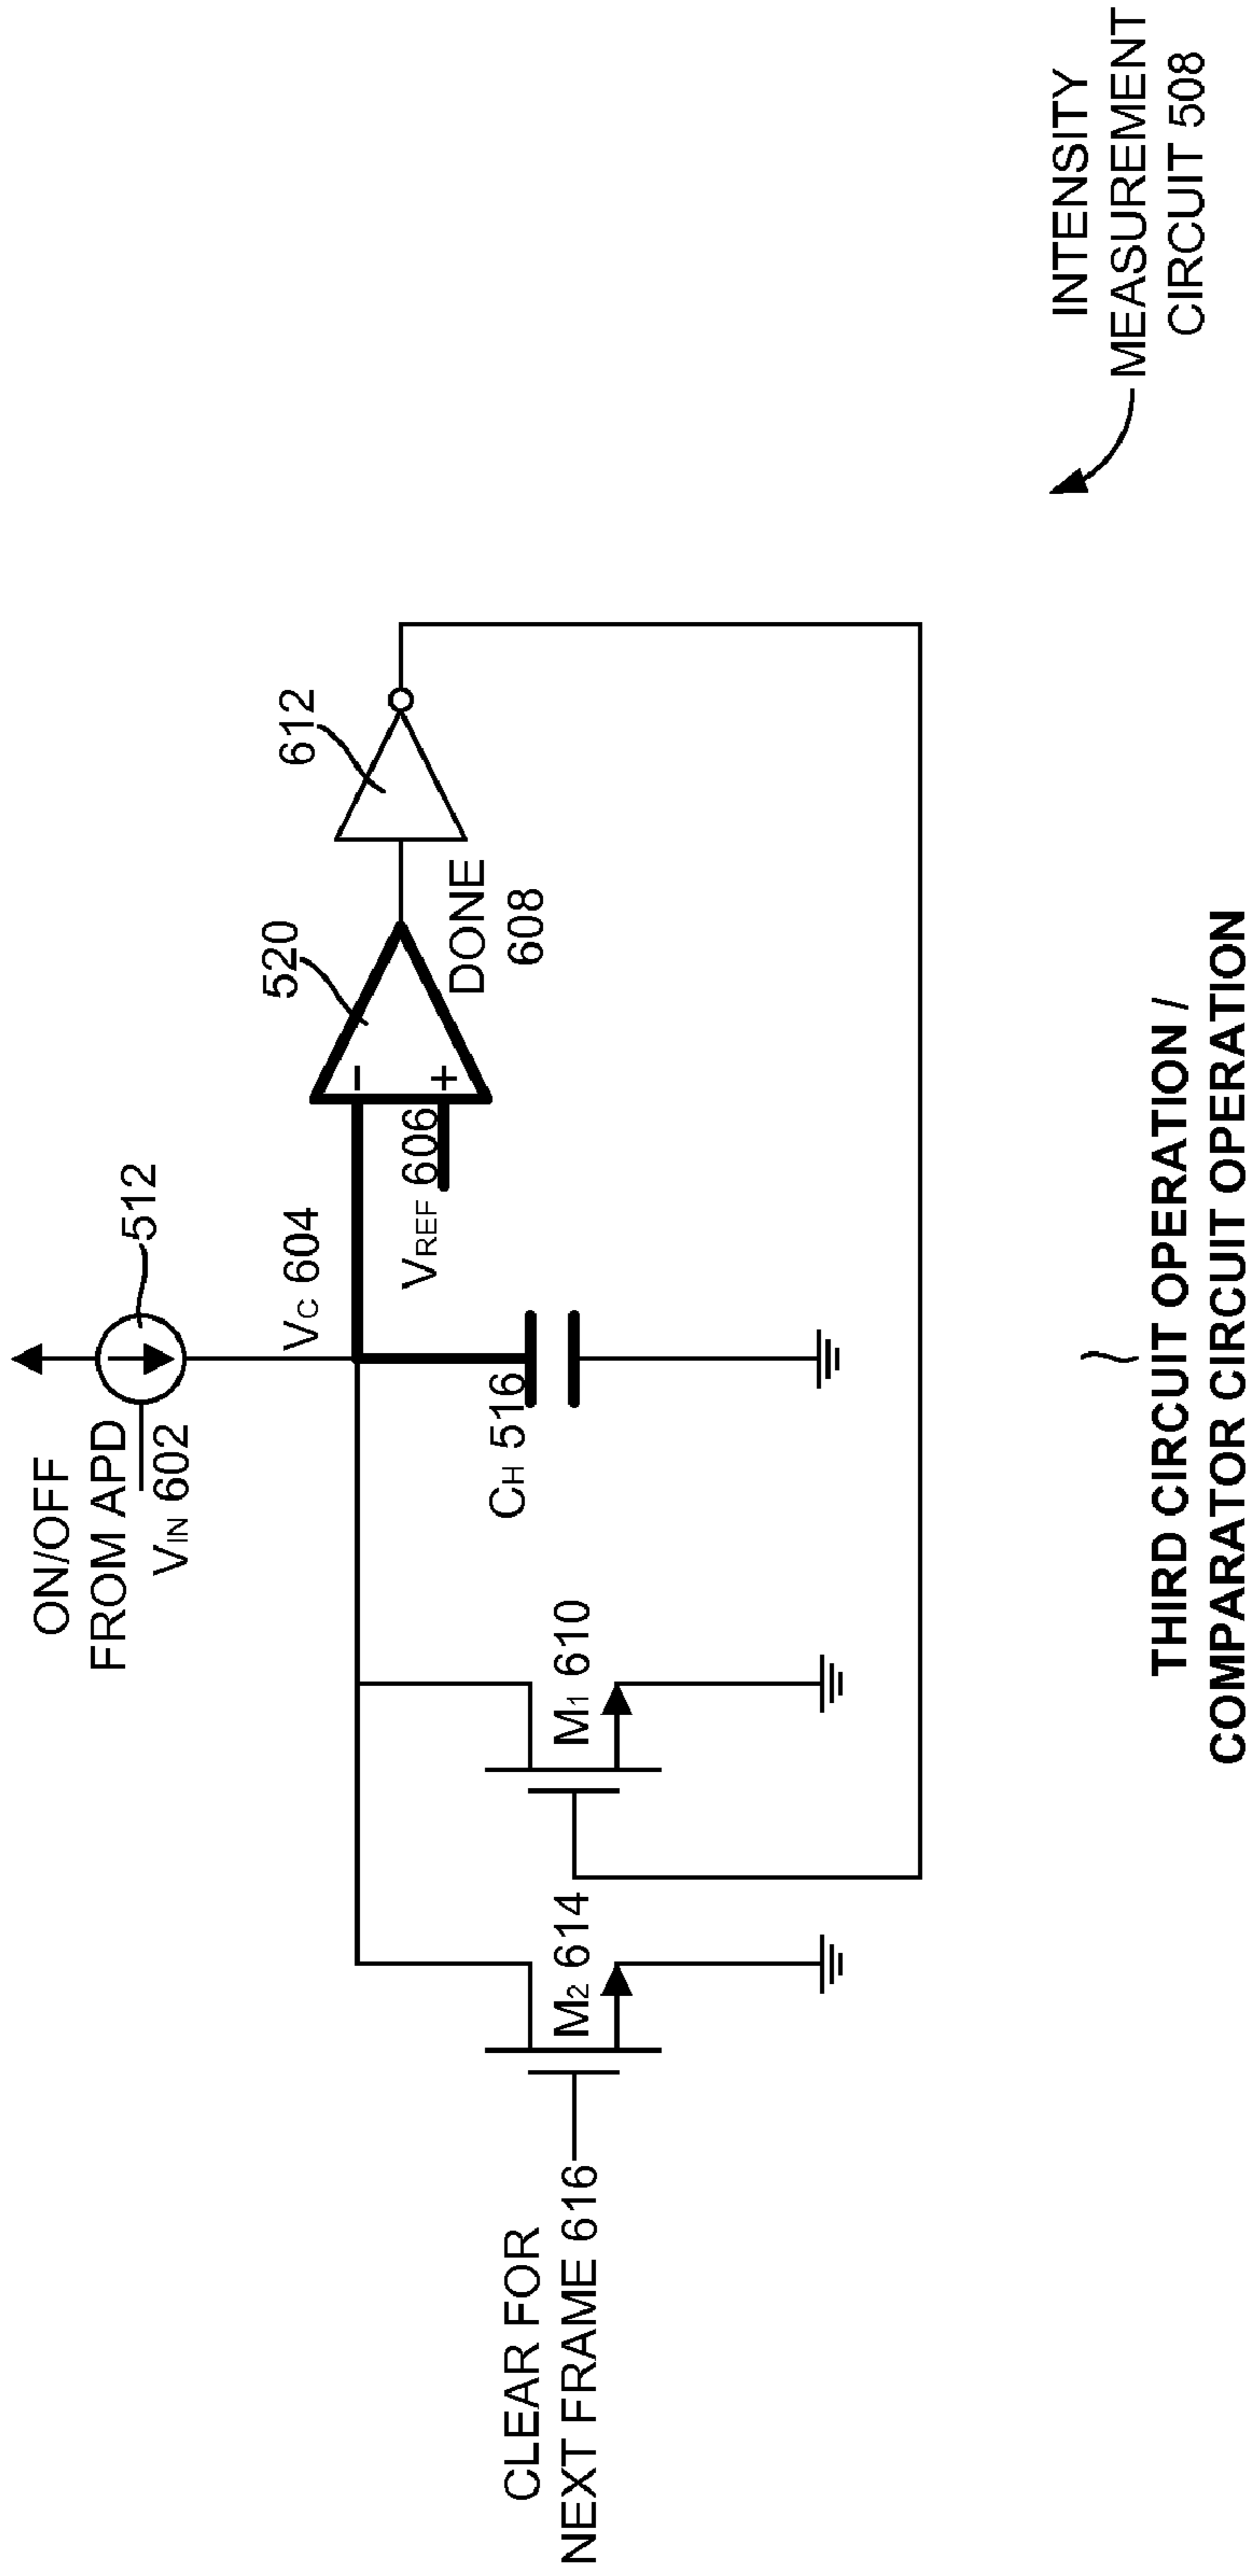 ON/OFF
FROM APD
VIN 602
512
VC 604
520
612
VREF 606
−
+
DONE
608
CH 516
M1 610
M2 614
CLEAR FOR
NEXT FRAME 616
INTENSITY
MEASUREMENT
CIRCUIT 508
THIRD CIRCUIT OPERATION /
COMPARATOR CIRCUIT OPERATION